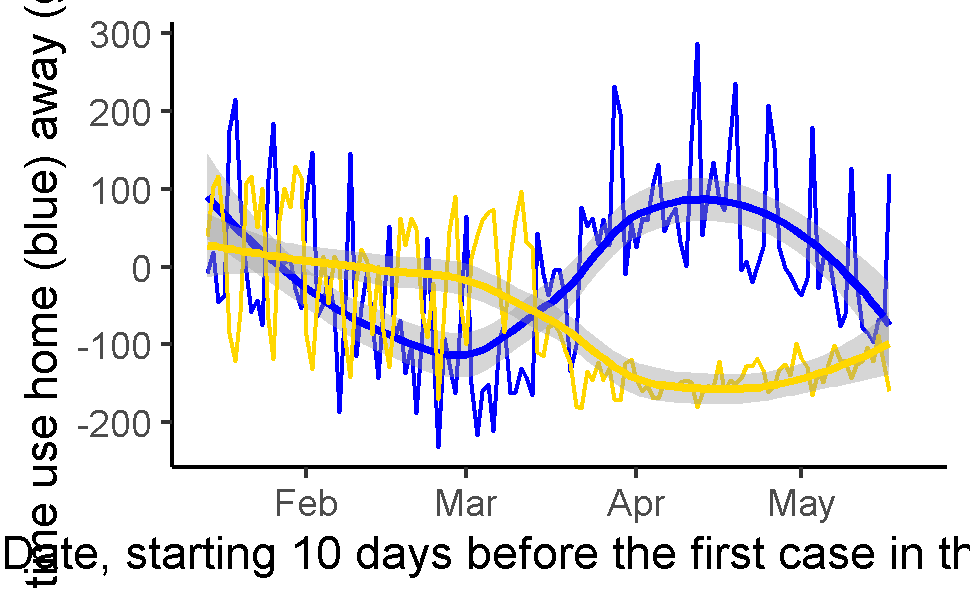 time use home (blue) away (
300
200
100
0
-100
-200
Feb Mar Apr May
Date, starting 10 days before the first case in th